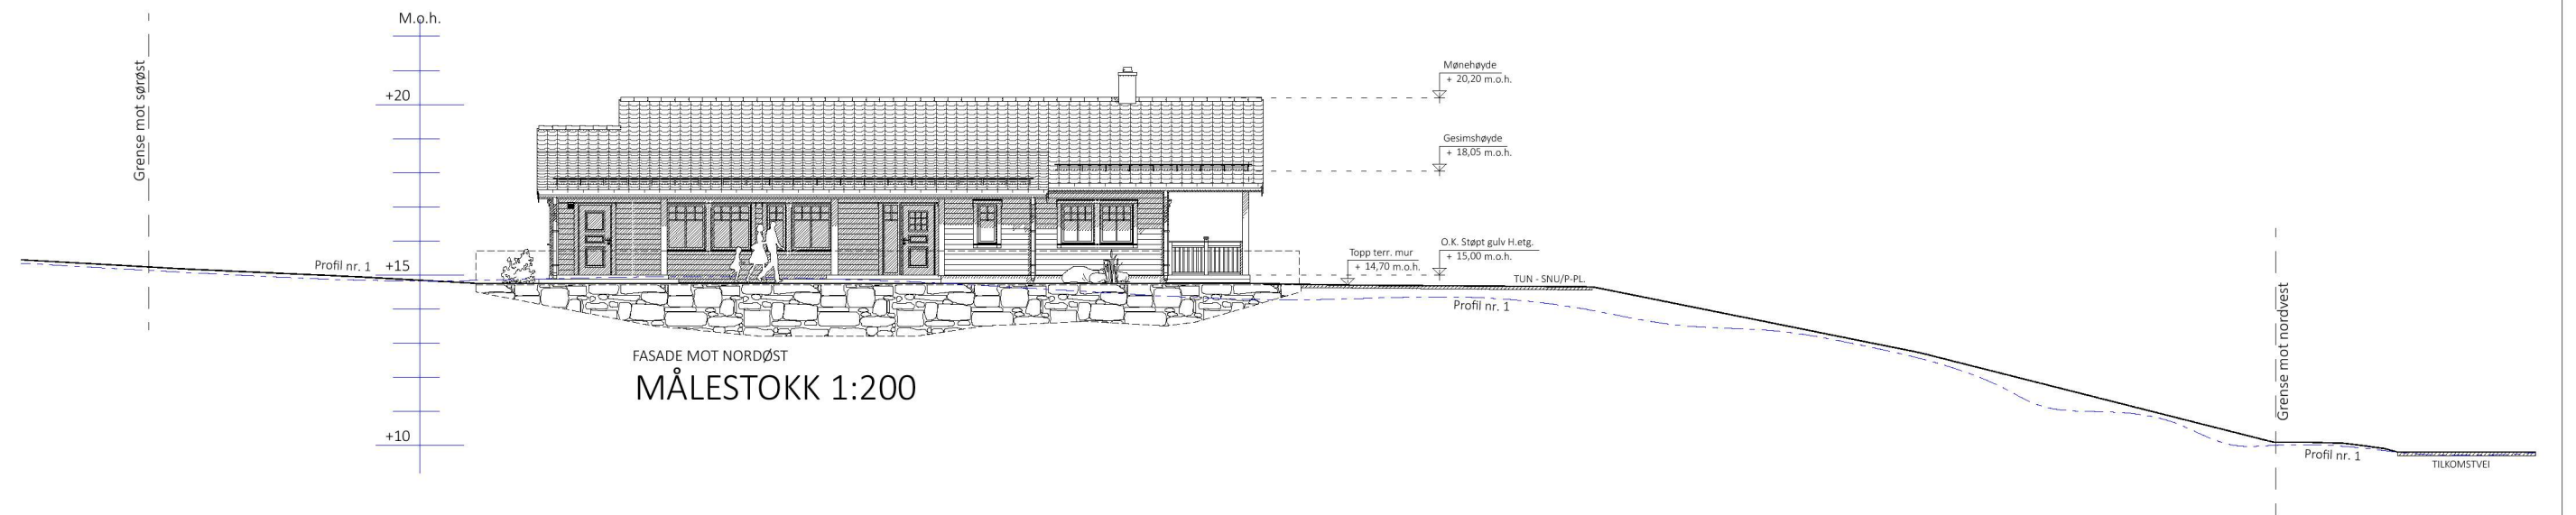 M.o.h.
Grense mot sørøst
+20
Mønehøyde
+ 20,20 m.o.h.
Gesimshøyde
+ 18,05 m.o.h.
Profil nr. 1
+15
Topp terr. mur
+ 14,70 m.o.h.
O.K. Støpt gulv H.etg.
+ 15,00 m.o.h.
TUN - SNU/P-PL.
Profil nr. 1
Grense mot nordvest
FASADE MOT NORDØST
MÅLESTOKK 1:200
+10
Profil nr. 1
TILKOMSTVEI